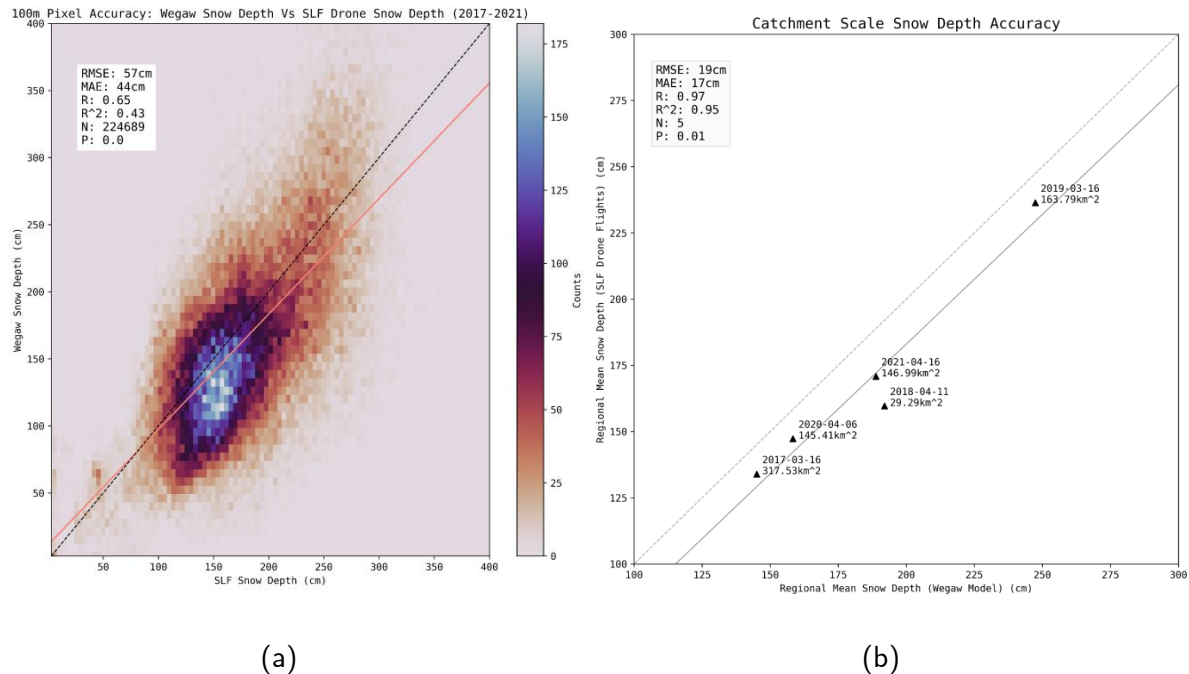 100m Pixel Accuracy: Wegaw Snow Depth Vs SLF Drone Snow Depth (2017-2021)
400
350
300
250
200
150
100
50
Wegaw Snow Depth (cm)
RMSE: 57cm
MAE: 44cm
R: 0.65
R^2: 0.43
N: 224689
P: 0.0
50
100
150
200
250
300
350
400
SLF Snow Depth (cm)
175
150
125
100
75
50
25
0
Counts
(a)
Catchment Scale Snow Depth Accuracy
300
275
250
225
200
175
150
125
100
Regional Mean Snow Depth (SLF Drone Flights) (cm)
RMSE: 19cm
MAE: 17cm
R: 0.97
R^2: 0.95
N: 5
P: 0.01
2019-03-16
163.79km^2
2021-04-16
146.99km^2
2018-04-11
29.29km^2
2020-04-06
145.41km^2
2017-03-16
317.53km^2
100
125
150
175
200
225
250
275
300
Regional Mean Snow Depth (Wegaw Model) (cm)
(b)